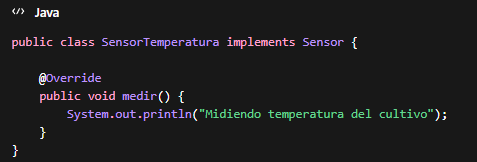 </> Java
public class SensorTemperatura implements Sensor {
@Override
public void medir() {
System.out.println("Midiendo temperatura del cultivo");
}
}